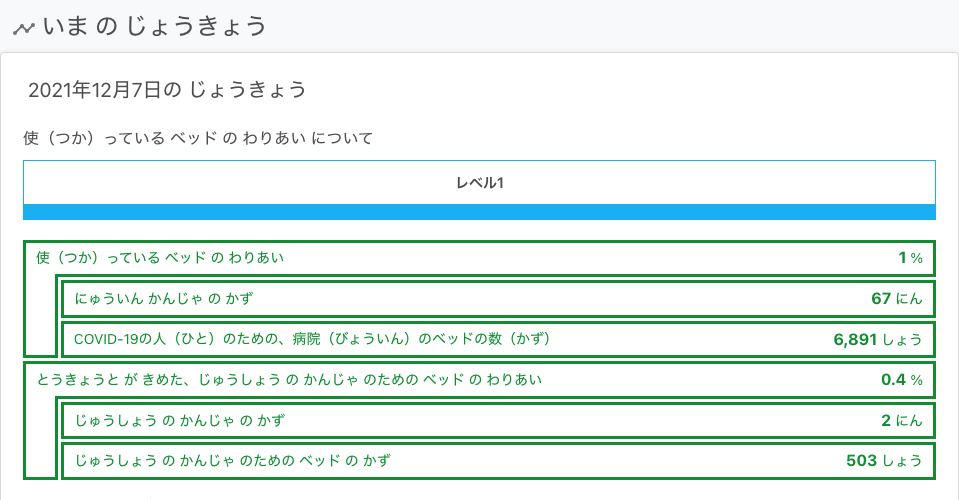 いま の じょうきょう
2021年12月7日の じょうきょう
使（つか）っている ベッド の わりあい について
レベル1
使（つか）っている ベッド の わりあい 1 %
にゅういん かんじゃ の かず 67 にん
COVID-19の人（ひと）のための、病院（びょういん）のベッドの数（かず） 6,891 しょう
とうきょうと が きめた、じゅうしょう の かんじゃ のための ベッド の わりあい 0.4 %
じゅうしょう の かんじゃ の かず 2 にん
じゅうしょう の かんじゃ のための ベッド の かず 503 しょう